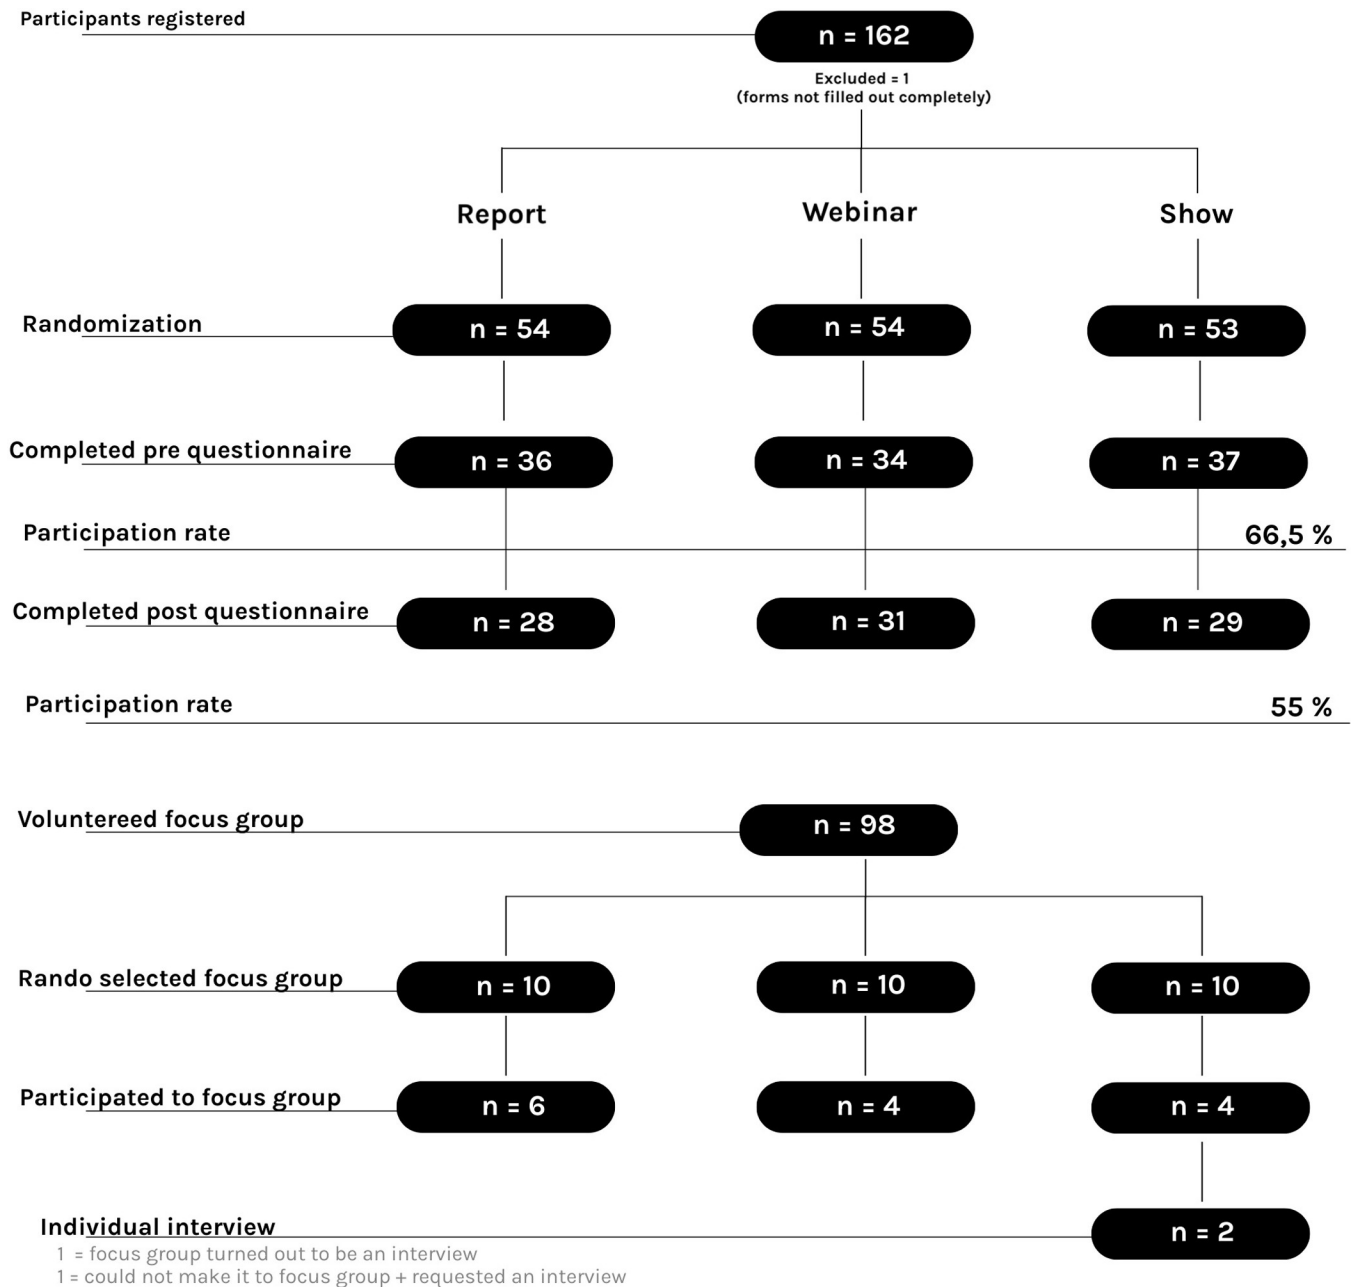 Participants registered
n = 162
Excluded = 1
(forms not filled out completely)
Report
Webinar
Show
Randomization
n = 54
n = 54
n = 53
Completed pre questionnaire
n = 36
n = 34
n = 37
Participation rate
66,5 %
Completed post questionnaire
n = 28
n = 31
n = 29
Participation rate
55 %
Voluntereed focus group
n = 98
Rando selected focus group
n = 10
n = 10
n = 10
Participated to focus group
n = 6
n = 4
n = 4
Individual interview
n = 2
1 = focus group turned out to be an interview
1 = could not make it to focus group + requested an interview